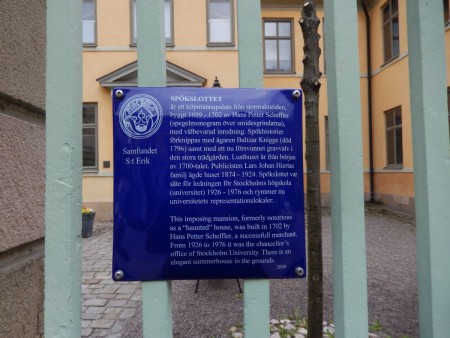 SPÖKSLOTTET
är ett köpmannapalats från stormaktstiden,
byggt 1699 - 1702 av Hans Petter Scheffler
(spegelmonogram över smidesgrindarna),
med välbevarad inredning. Spökhistorier
förknippas med ägaren Baltzar Knigge (död
1796) samt med ett nu försvunnet gravvalv i
den stora trädgården. Lusthuset är från början
av 1700-talet. Publicisten Lars Johan Hiertas
familj ägde huset 1874 - 1924. Spökslottet var
säte för ledningen för Stockholms högskola
(universitet) 1926 - 1976 och rymmer nu
universitetets representationslokaler.
Samfundet
S:t Erik
This imposing mansion, formerly notorious
as a "haunted" house, was built in 1702 by
Hans Petter Scheffler, a successfull merchant.
From 1926 to 1976 it was the chancellor's
office of Stockholm University. There is an
elegant summerhouse in the grounds.